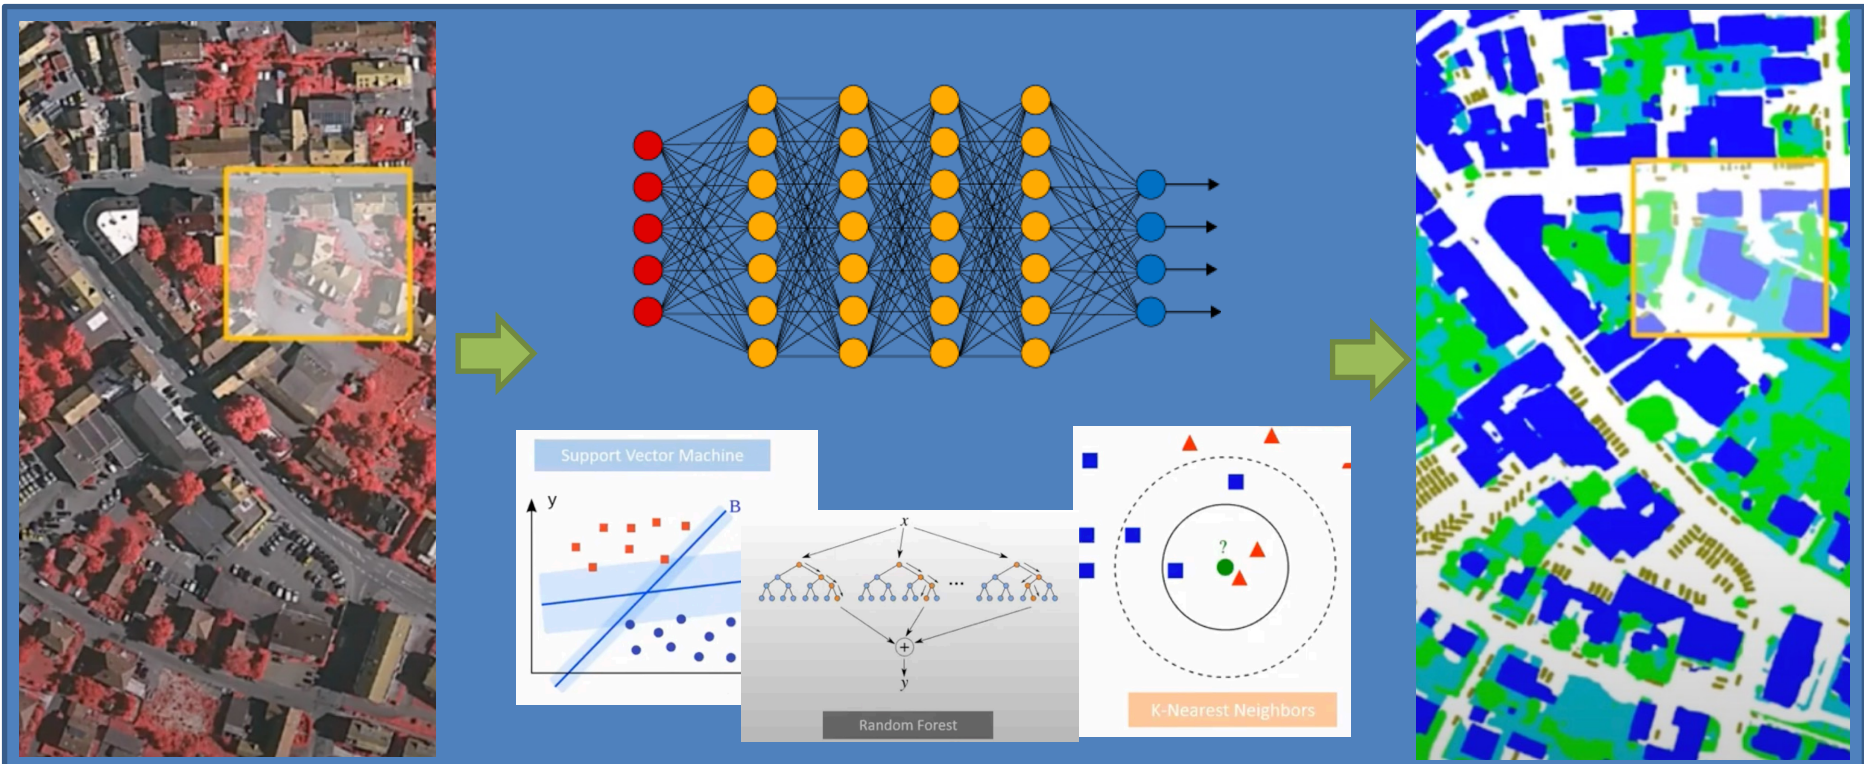 Support Vector Machine
y
B
x
...
+
y
Random Forest
?
K-Nearest Neighbors